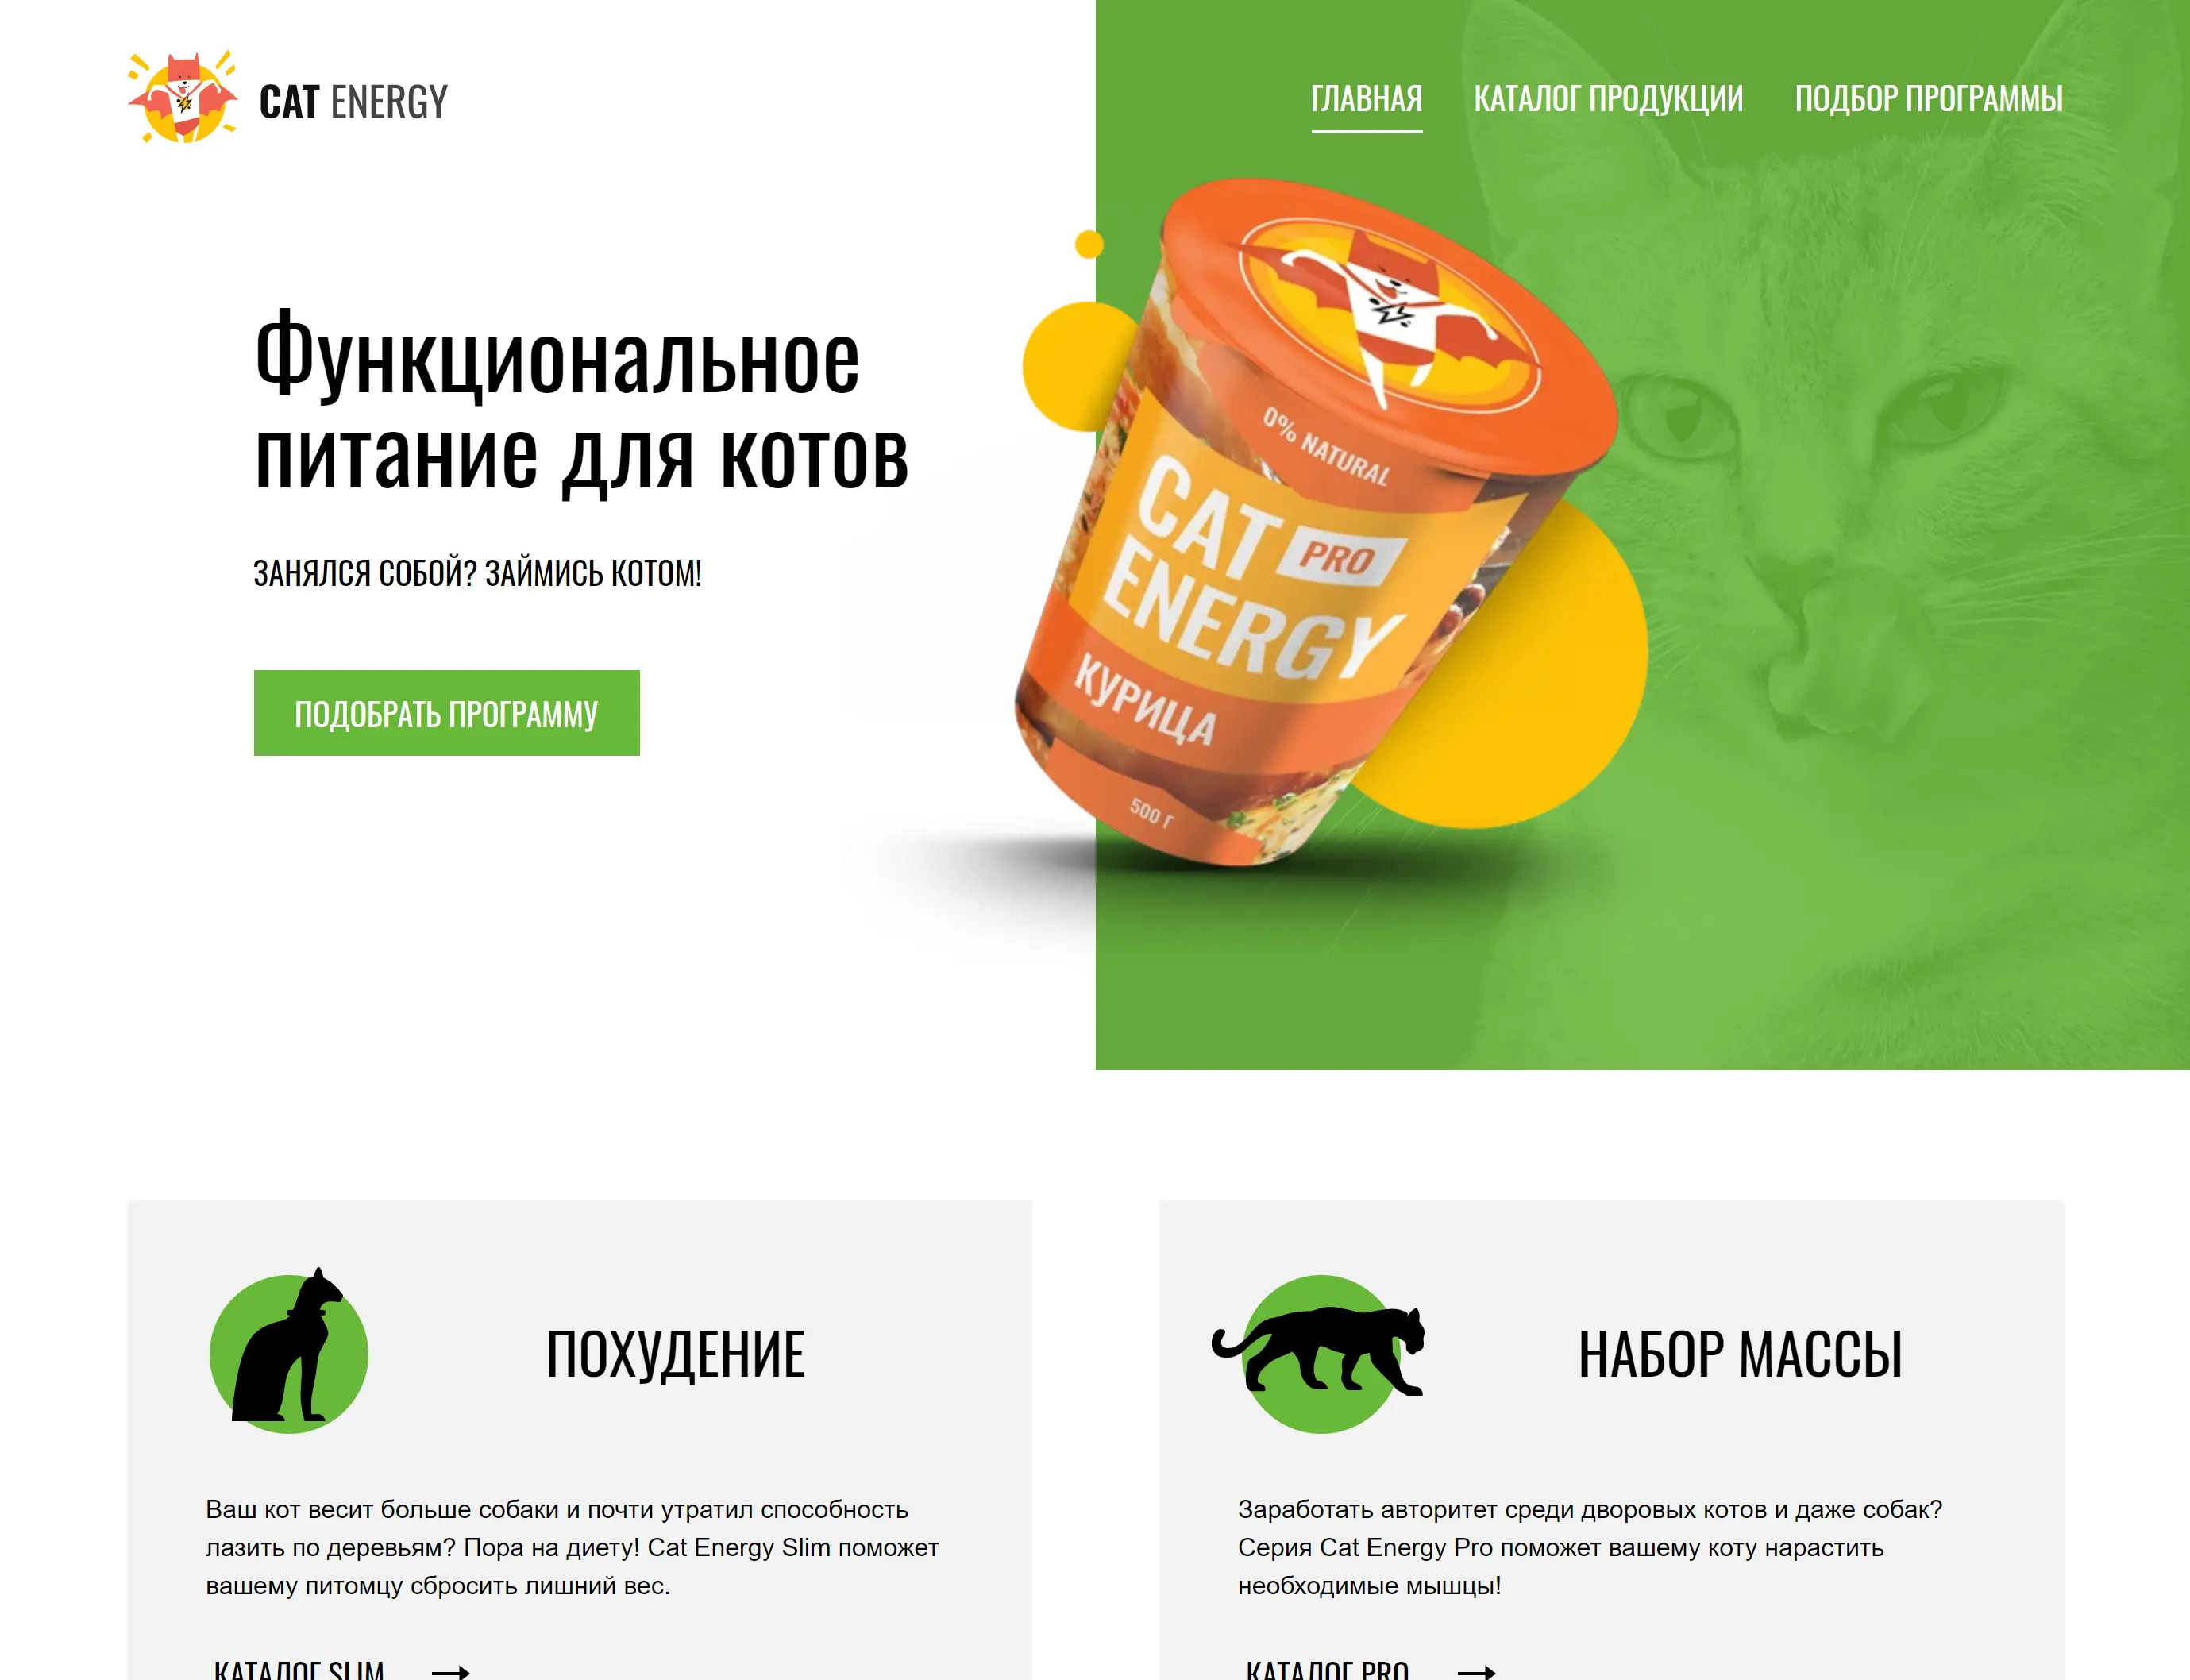 CAT ENERGY
ГЛАВНАЯ
КАТАЛОГ ПРОДУКЦИИ
ПОДБОР ПРОГРАММЫ
Функциональное
питание для котов
ЗАНЯЛСЯ СОБОЙ? ЗАЙМИСЬ КОТОМ!
ПОДОБРАТЬ ПРОГРАММУ
0% NATURAL
CAT PRO
ENERGY
КУРИЦА
500 Г
ПОХУДЕНИЕ
Ваш кот весит больше собаки и почти утратил способность
лазить по деревьям? Пора на диету! Cat Energy Slim поможет
вашему питомцу сбросить лишний вес.
КАТАЛОГ SLIM
НАБОР МАССЫ
Заработать авторитет среди дворовых котов и даже собак?
Серия Cat Energy Pro поможет вашему коту нарастить
необходимые мышцы!
КАТАЛОГ PRO